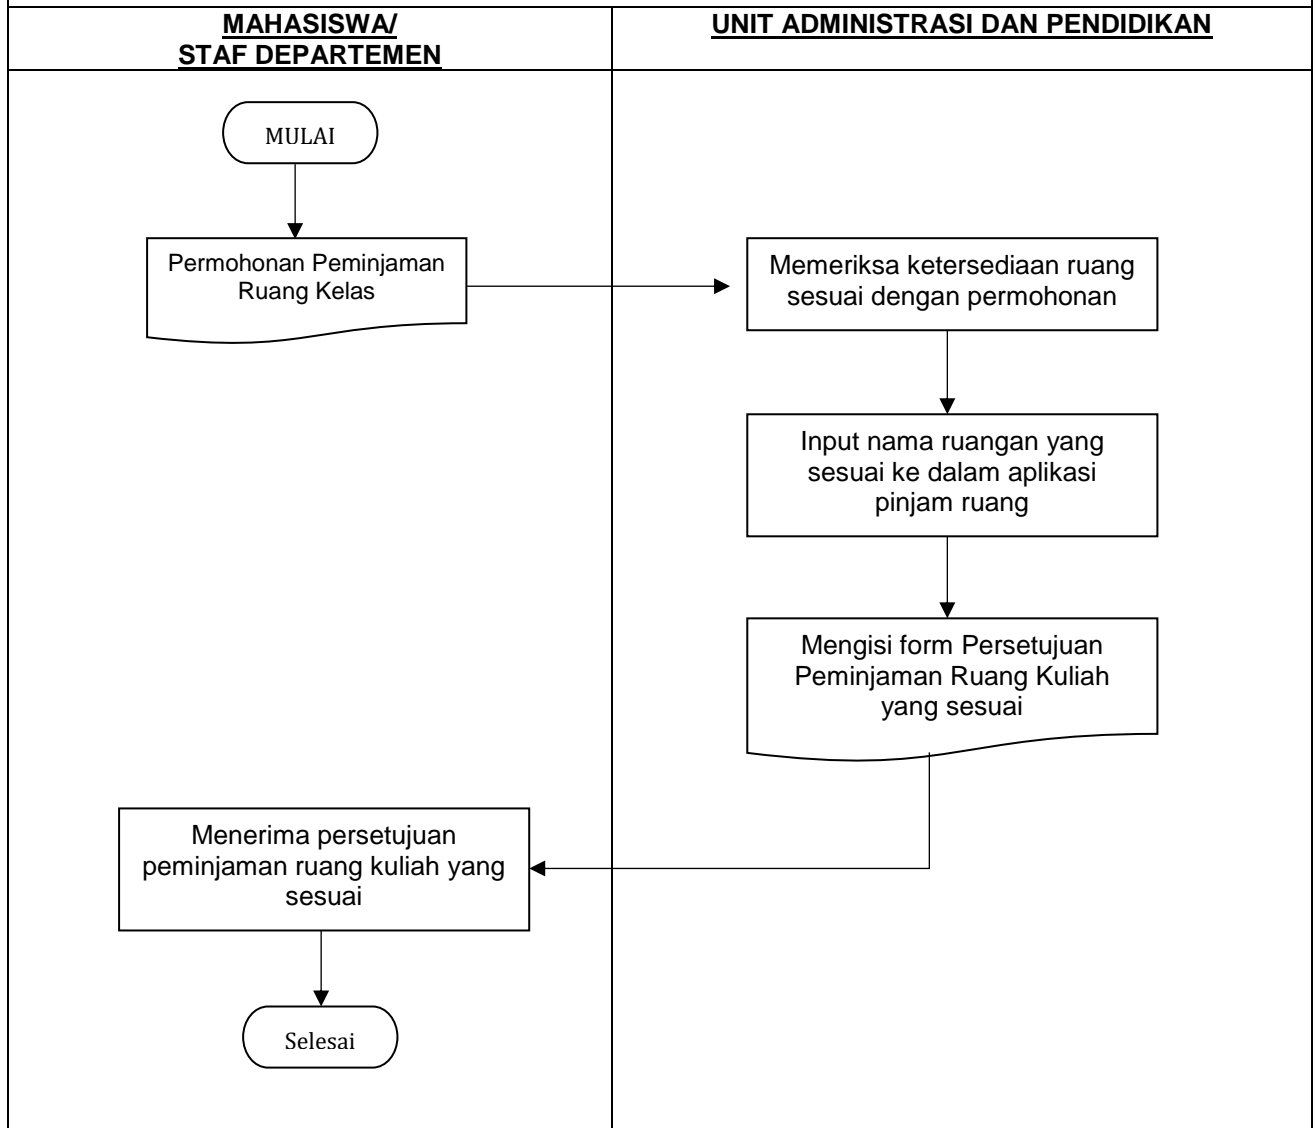 MAHASISWA/
STAF DEPARTEMEN
UNIT ADMINISTRASI DAN PENDIDIKAN
MULAI
Permohonan Peminjaman
Ruang Kelas
Memeriksa ketersediaan ruang
sesuai dengan permohonan
Input nama ruangan yang
sesuai ke dalam aplikasi
pinjam ruang
Mengisi form Persetujuan
Peminjaman Ruang Kuliah
yang sesuai
Menerima persetujuan
peminjaman ruang kuliah yang
sesuai
Selesai